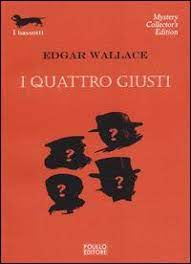 I bassotti
Mystery
Collector's
Edition
EDGAR WALLACE
I QUATTRO GIUSTI
?
?
?
?
POLILLO
EDITORE